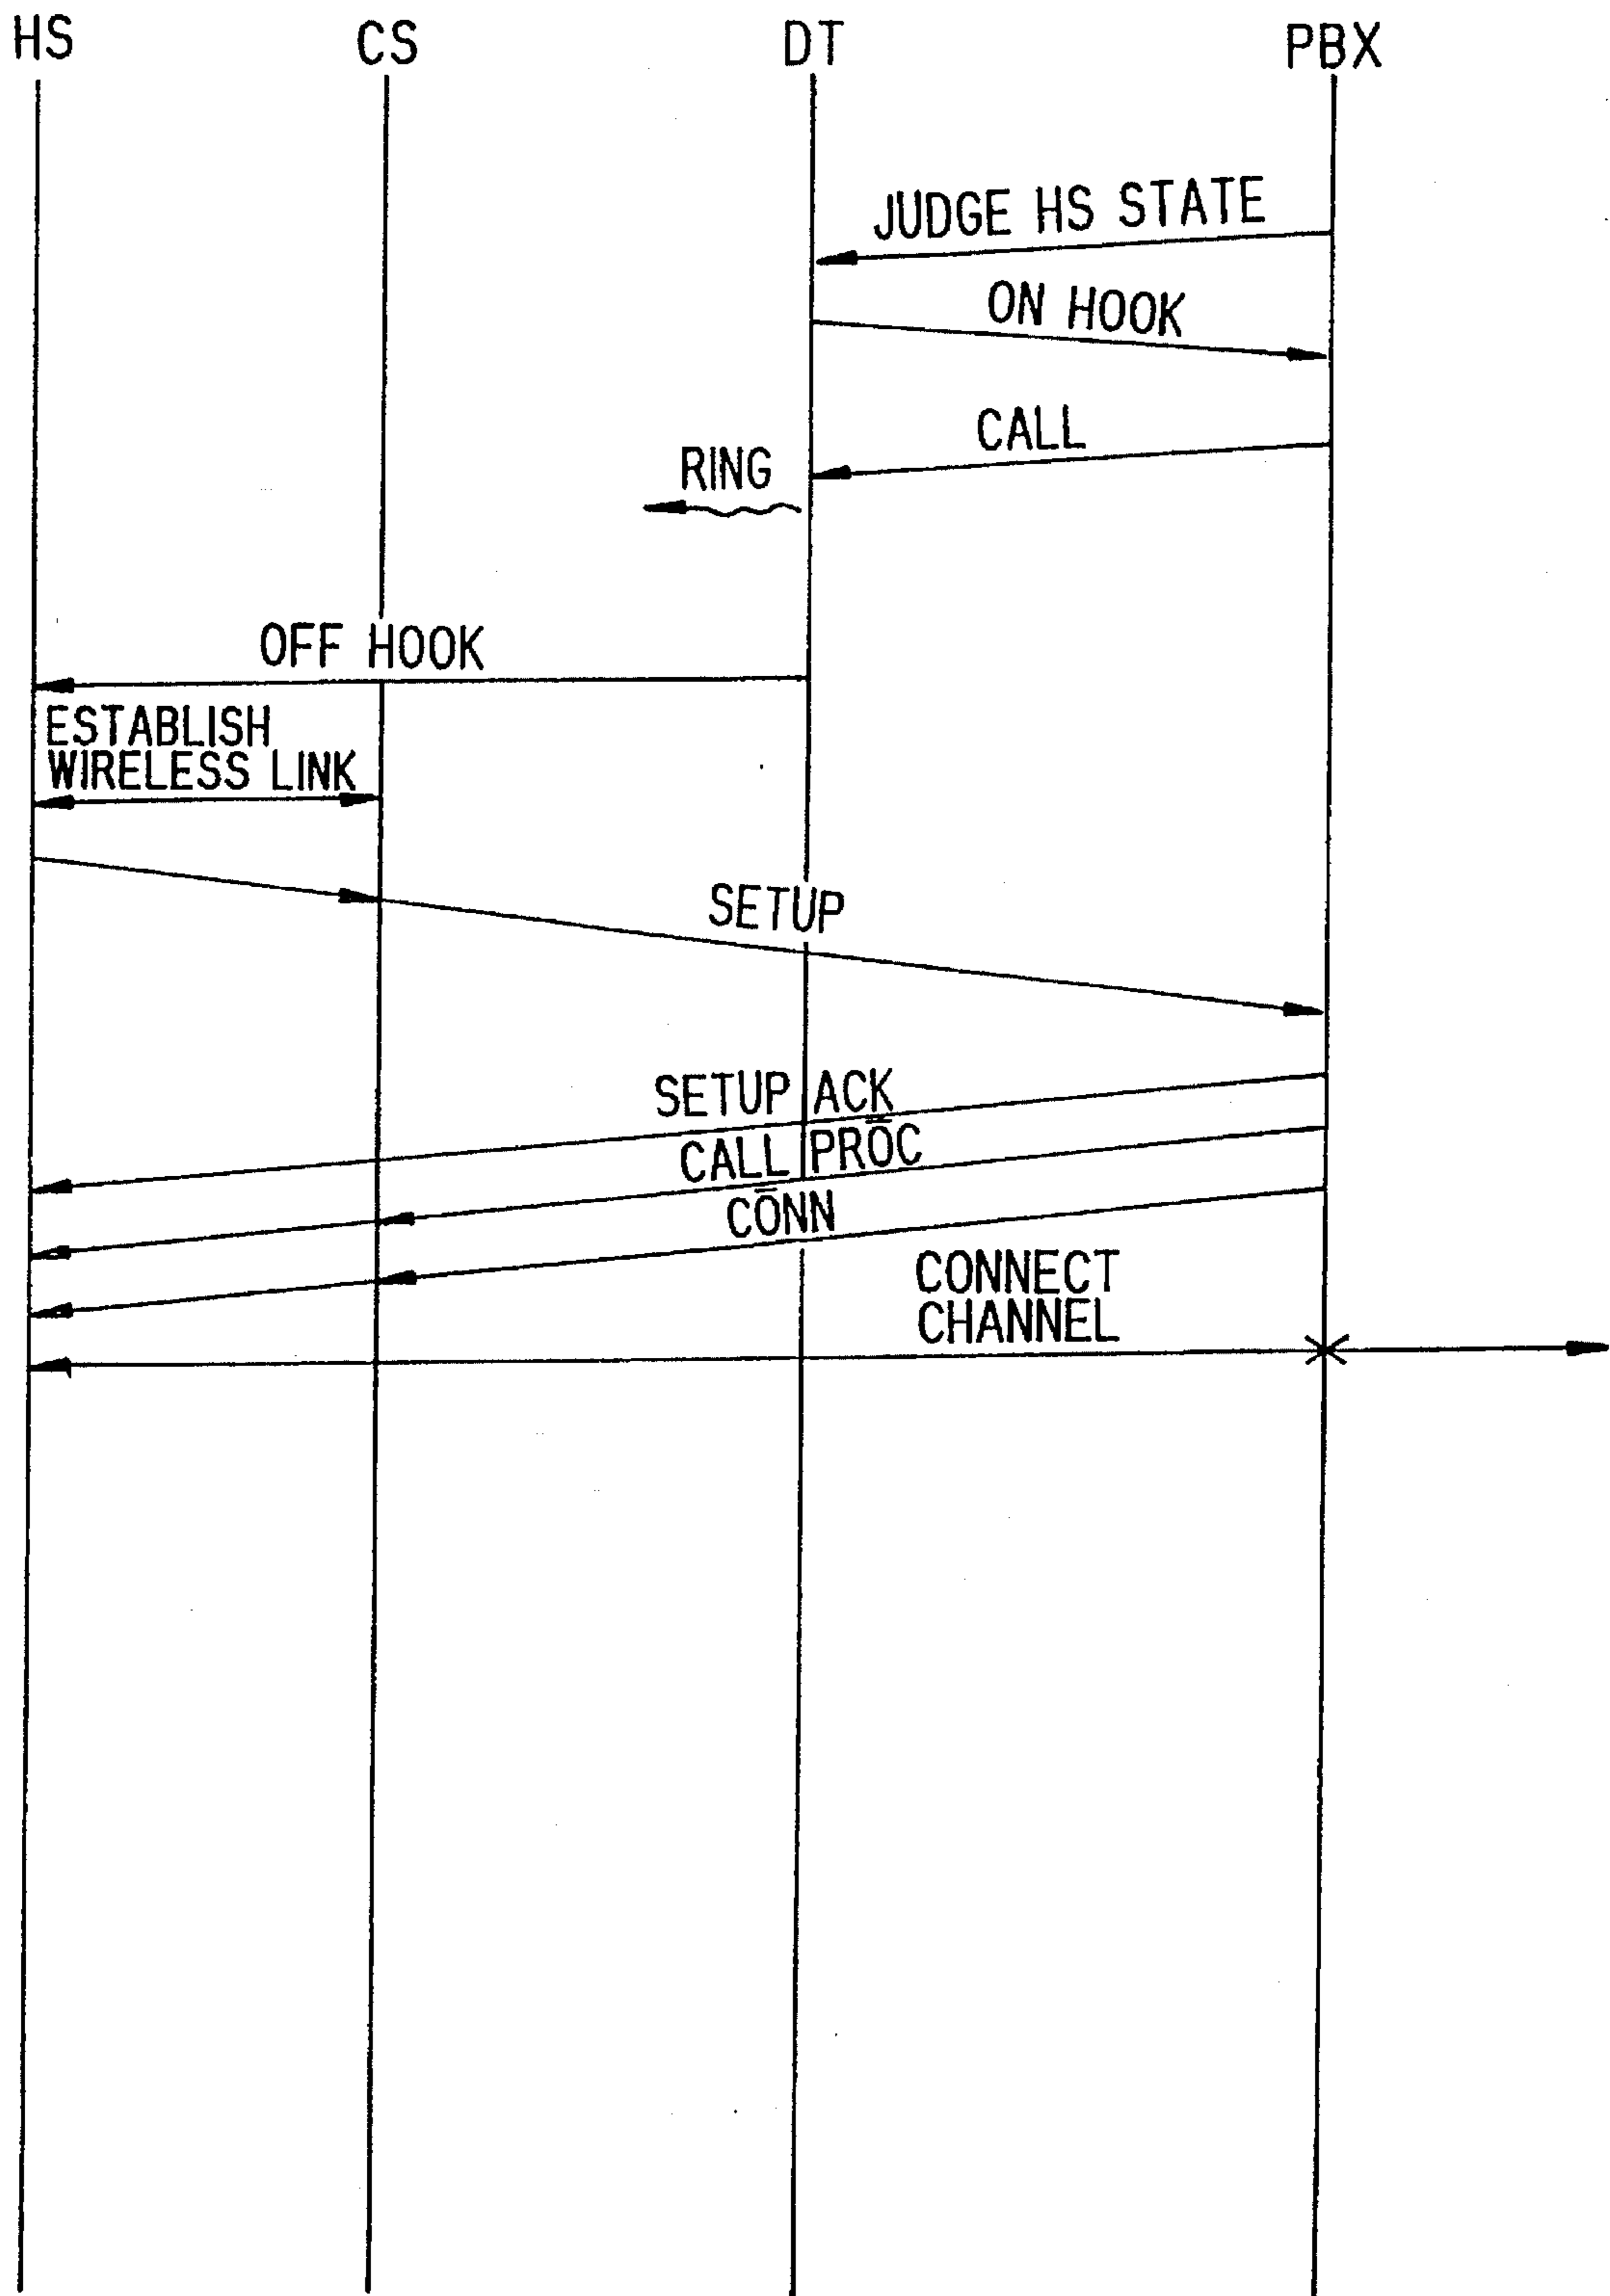 HS CS DT PBX
JUDGE HS STATE
ON HOOK
CALL
RING
OFF HOOK
ESTABLISH
WIRELESS LINK
SETUP
SETUP ACK
CALL PROC
CONN
CONNECT
CHANNEL